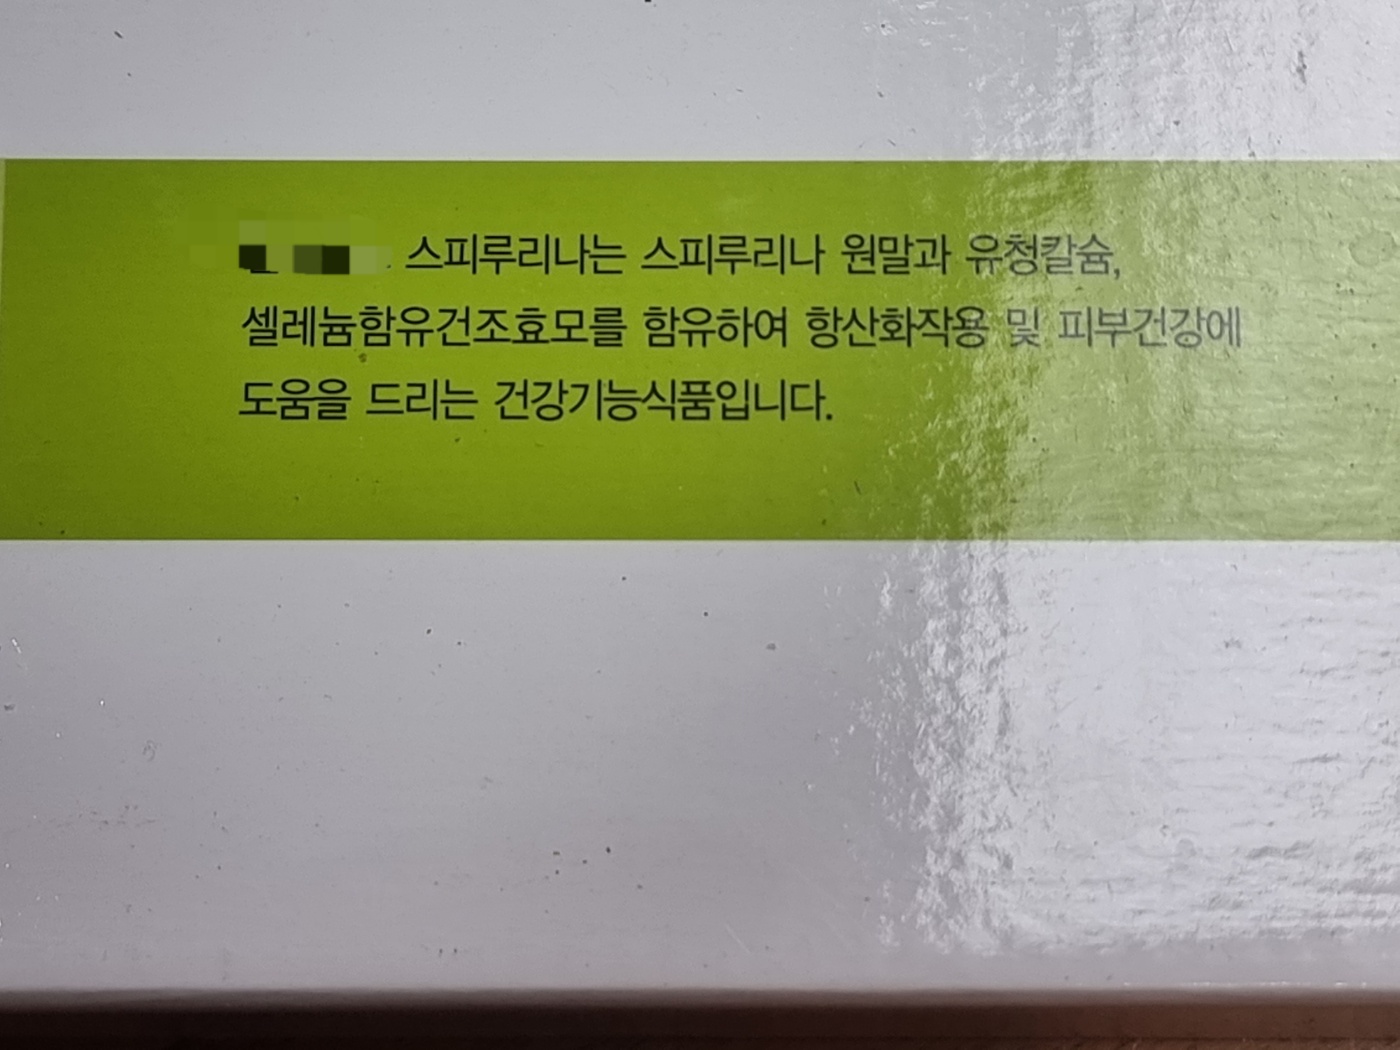 스피루리나는 스피루리나 원말과 유청칼슘,
셀레늄함유건조효모를 함유하여 항산화작용 및 피부건강에
도움을 드리는 건강기능식품입니다.